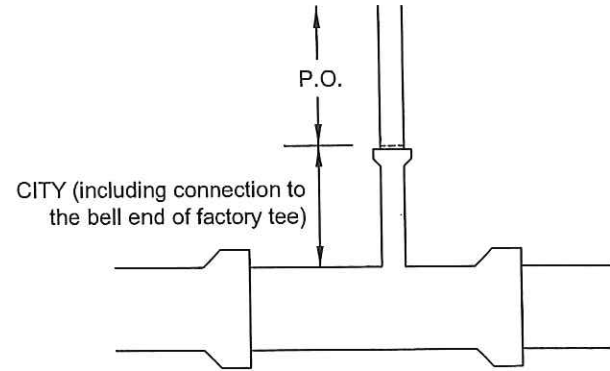 P.O.
CITY (including connection to
the bell end of factory tee)